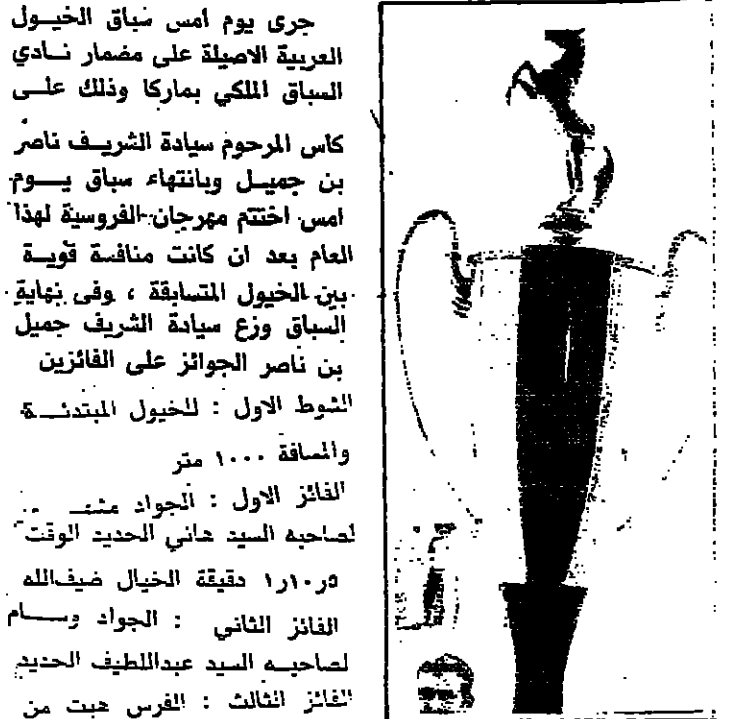 جرى يوم امس سباق الخيول
العربية الاصيلة على مضمار نادي
السباق الملكي بماركا وذلك على
كاس المرحوم سيادة الشريف ناصر
بن جميل وبانتهاء سباق يوم
امس اختتم مهرجان الفروسية لهذا
العام بعد ان كانت منافسة قوية
بين الخيول المتسابقة ، وفى نهاية
السباق وزع سيادة الشريف جميل
بن ناصر الجوائز على الفائزين
الشوط الاول : للخيول المبتدئة
والمسافة ١٠٠٠ متر
الفائز الاول : الجواد
لصاحبه السيد هاني الحديد الوقت
٥ر١٠ر١ دقيقة الخيال ضيفالله
الفائز الثاني : الجواد وسام
لصاحبه السيد عبداللطيف الحديد
الفائز الثالث : الفرس هبت من